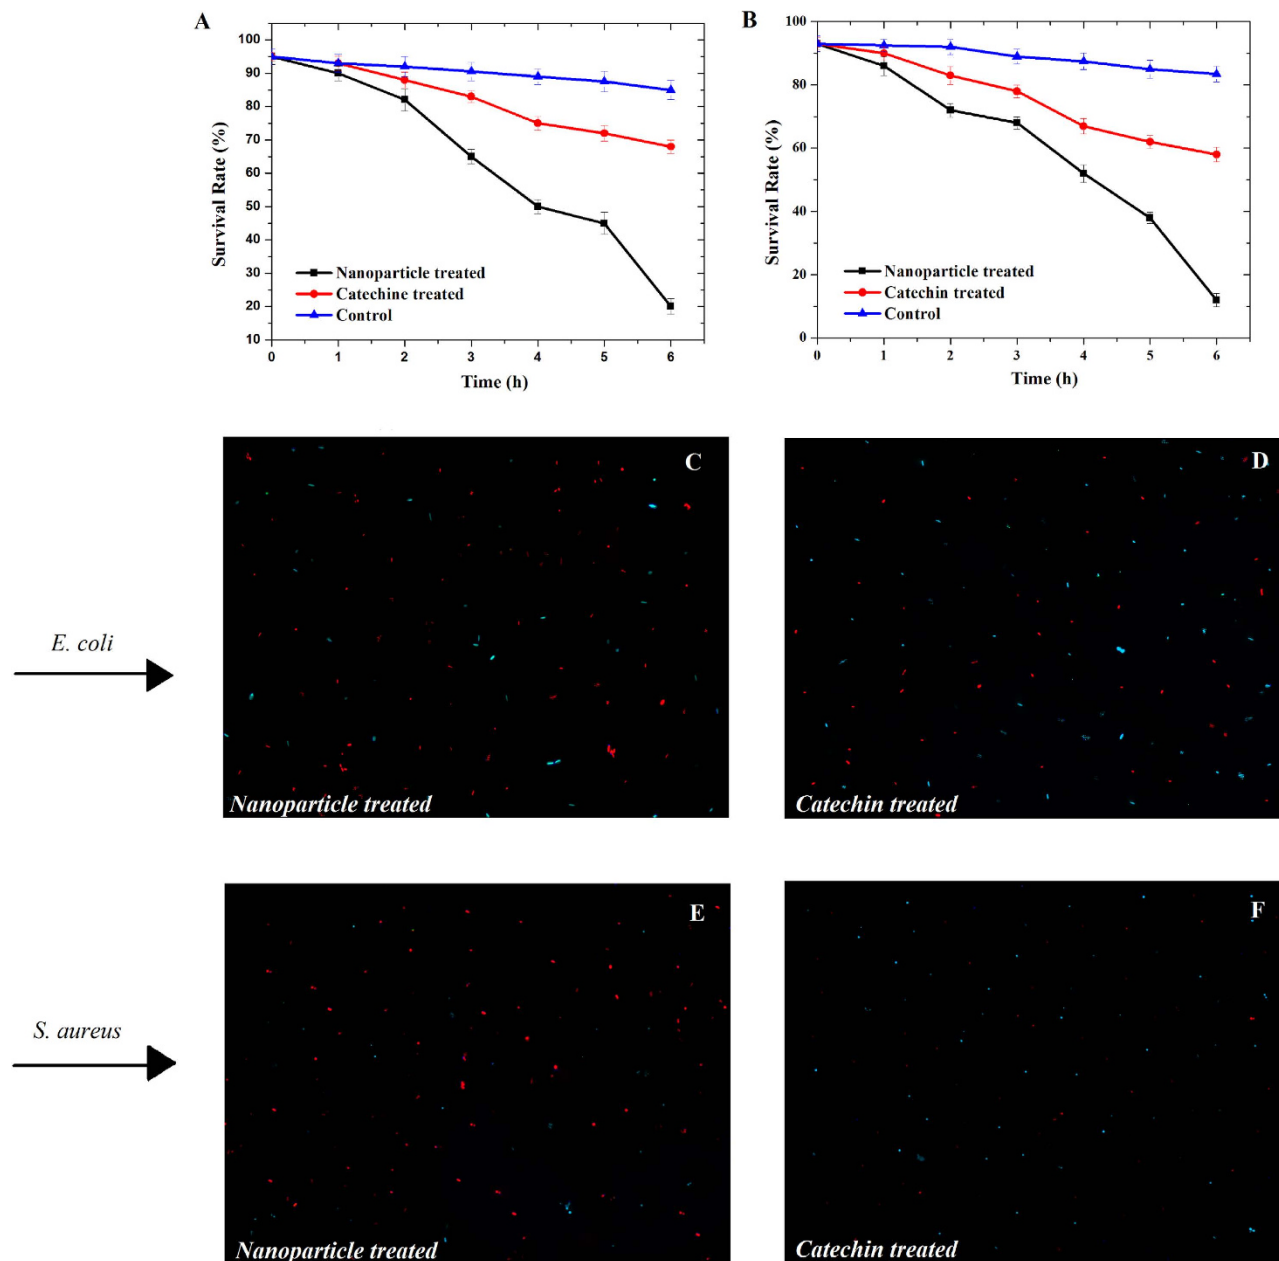 A
Survival Rate (%)
100
90
80
70
60
50
40
30
20
10
0 1 2 3 4 5 6
Time (h)
Nanoparticle treated
Catechine treated
Control
B
Survival Rate (%)
100
80
60
40
20
0
0 1 2 3 4 5 6
Time (h)
Nanoparticle treated
Catechin treated
Control
E. coli
C
Nanoparticle treated
D
Catechin treated
S. aureus
E
Nanoparticle treated
F
Catechin treated